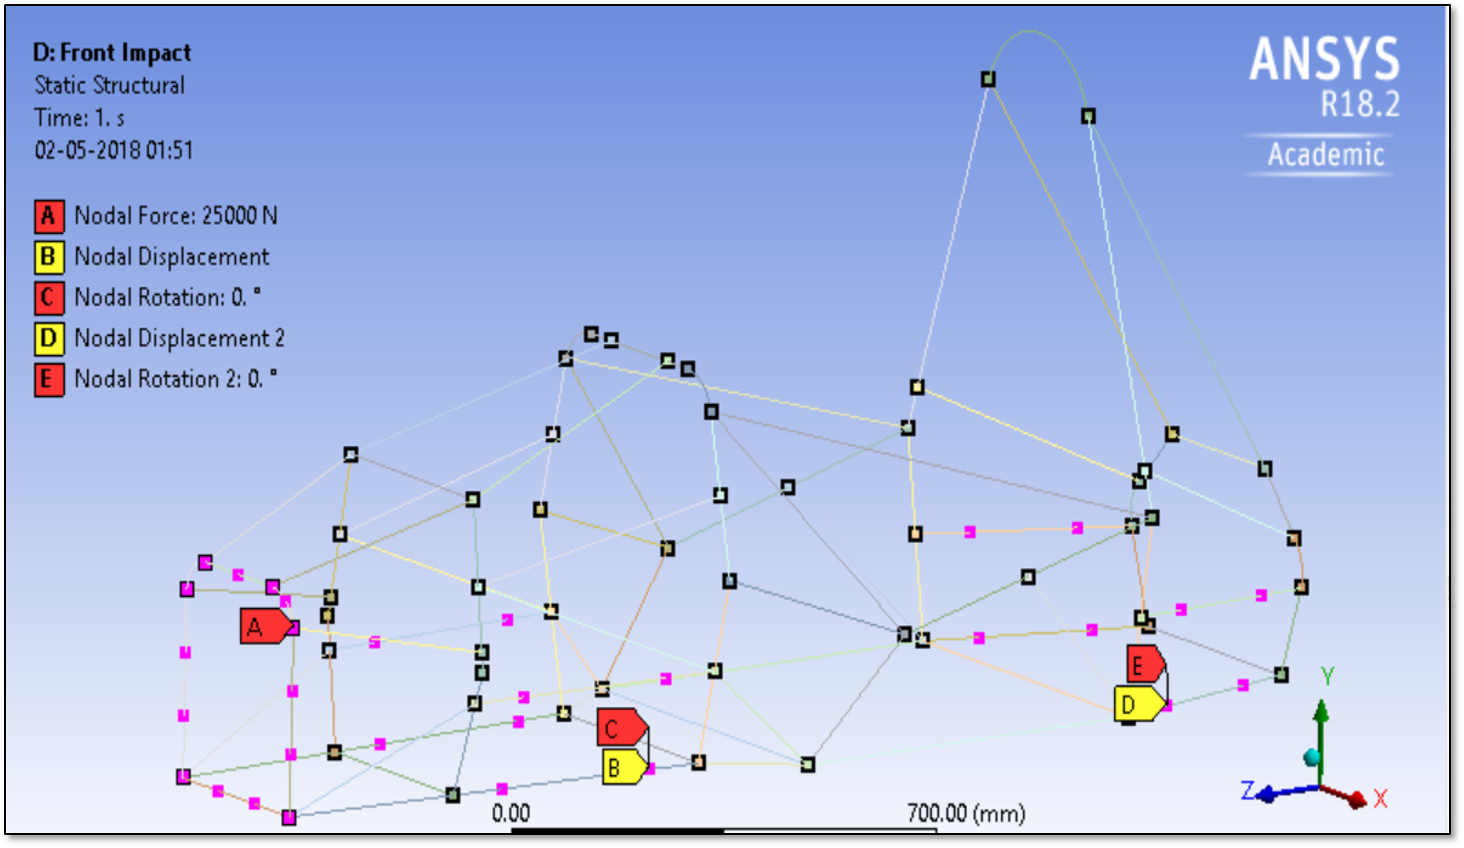 D: Front Impact
Static Structural
Time: 1. s
02-05-2018 01:51
A Nodal Force: 25000 N
B Nodal Displacement
C Nodal Rotation: 0. °
D Nodal Displacement 2
E Nodal Rotation 2: 0. °
ANSYS
R18.2
Academic
A
E
D
C
B
Y
Z
X
0.00
700.00 (mm)